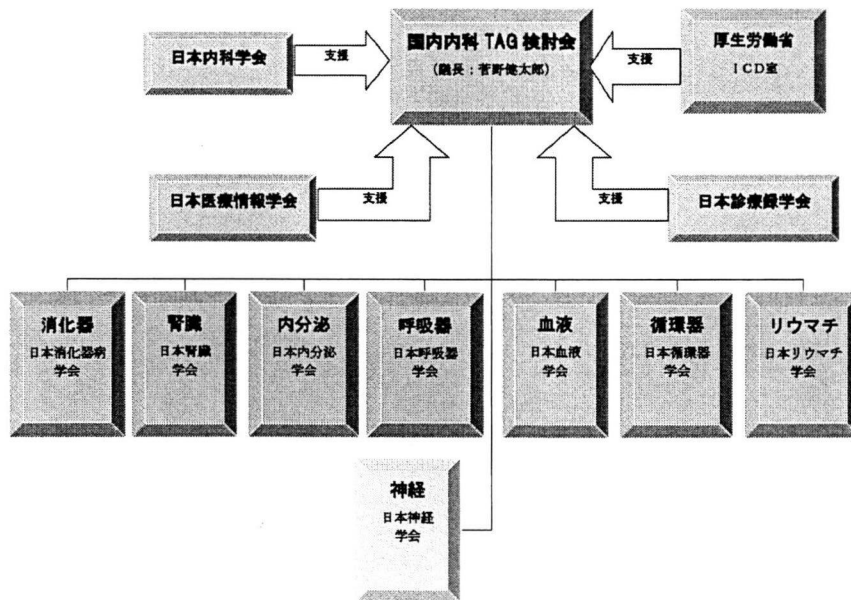 日本内科学会
支援
国内内科 TAG 検討会
(議長：菅野健太郎)
支援
厚生労働省
ICD室
日本医療情報学会
支援
支援
日本診療録学会
消化器
日本消化器病
学会
腎臓
日本腎臓
学会
内分泌
日本内分泌
学会
呼吸器
日本呼吸器
学会
血液
日本血液
学会
循環器
日本循環器
学会
リウマチ
日本リウマチ
学会
神経
日本神経
学会